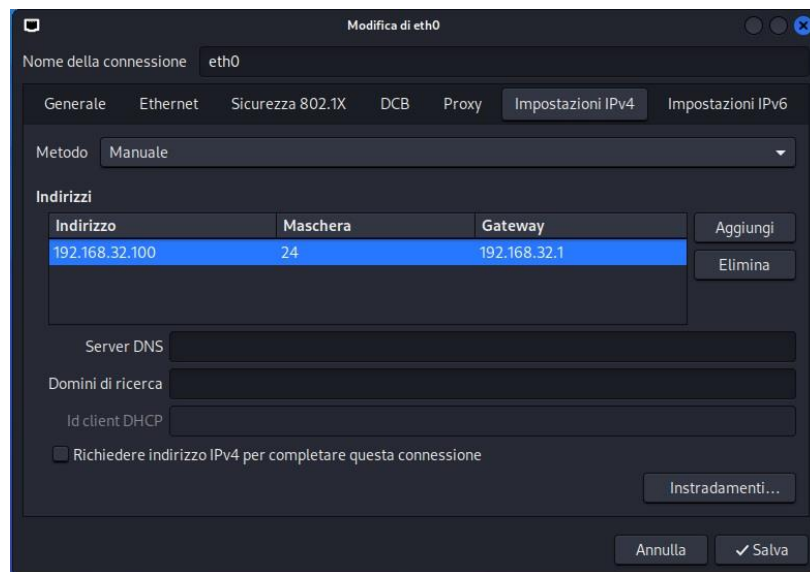 Modifica di eth0
Nome della connessione eth0
Generale Ethernet Sicurezza 802.1X DCB Proxy Impostazioni IPv4 Impostazioni IPv6
Metodo Manuale
Indirizzi
Indirizzo Maschera Gateway Aggiungi
192.168.32.100 24 192.168.32.1
Elimina
Server DNS
Domini di ricerca
Id client DHCP
Richiedere indirizzo IPv4 per completare questa connessione
Instradamenti...
Annulla Salva